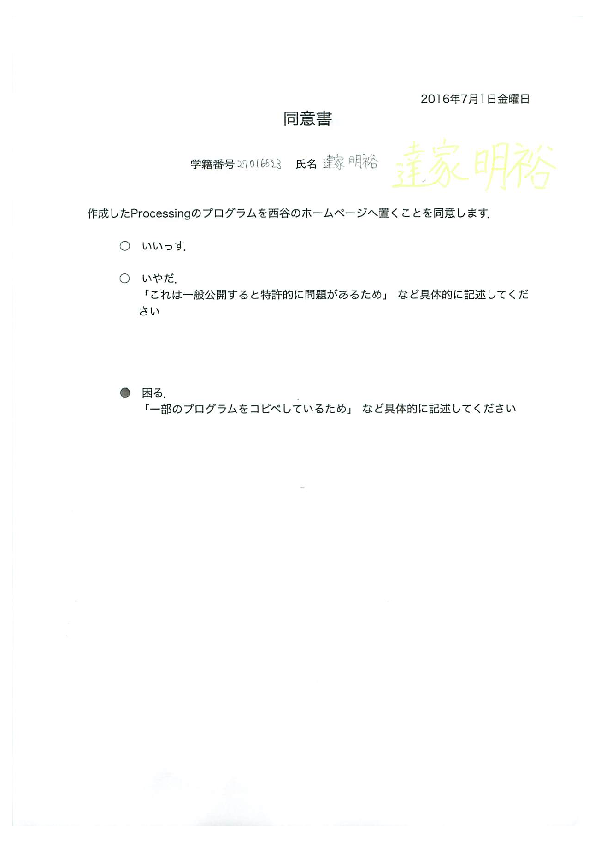 2016年7月1日金曜日
同意書
学籍番号 27016523 氏名 達家明裕
達家明裕
作成したProcessingのプログラムを西谷のホームページへ置くことを同意します.
○ いいっす.
○ いやだ.
「これは一般公開すると特許的に問題があるため」 など具体的に記述してくだ
さい
● 困る.
「一部のプログラムをコピペしているため」 など具体的に記述してください